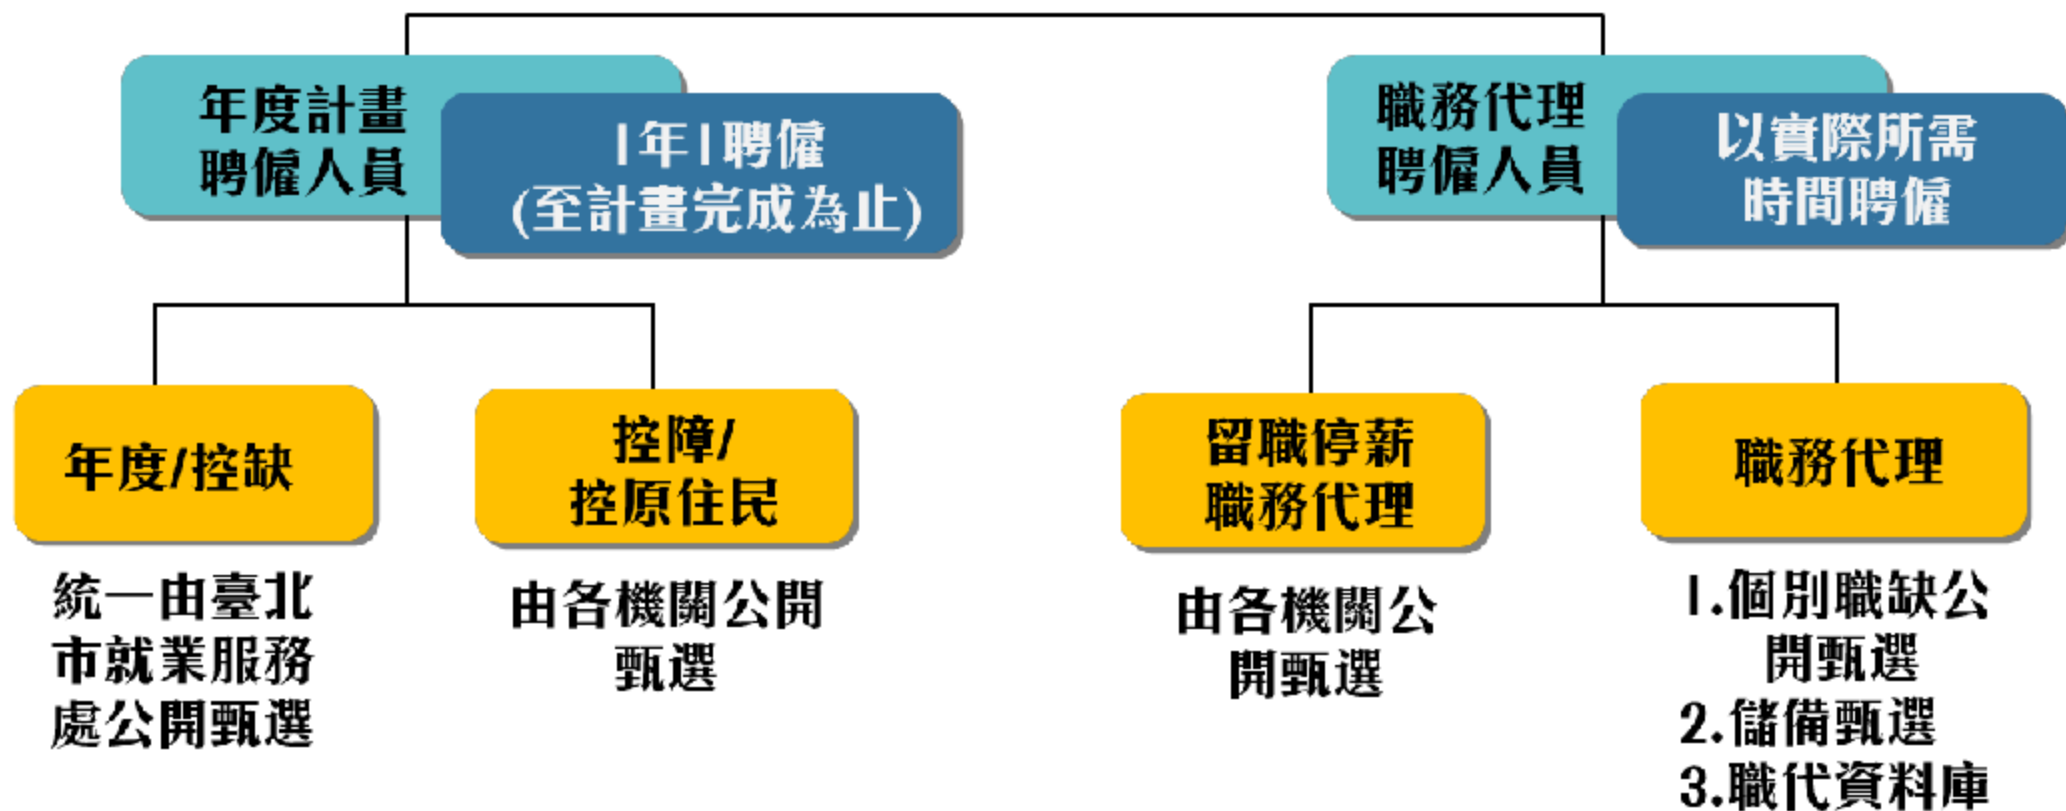 年度計畫
聘僱人員
1年1聘僱
(至計畫完成為止)
職務代理
聘僱人員
以實際所需
時間聘僱
年度/控缺
統一由臺北
市就業服務
處公開甄選
控障/
控原住民
由各機關公開
甄選
留職停薪
職務代理
由各機關公
開甄選
職務代理
1.個別職缺公
開甄選
2.儲備甄選
3.職代資料庫